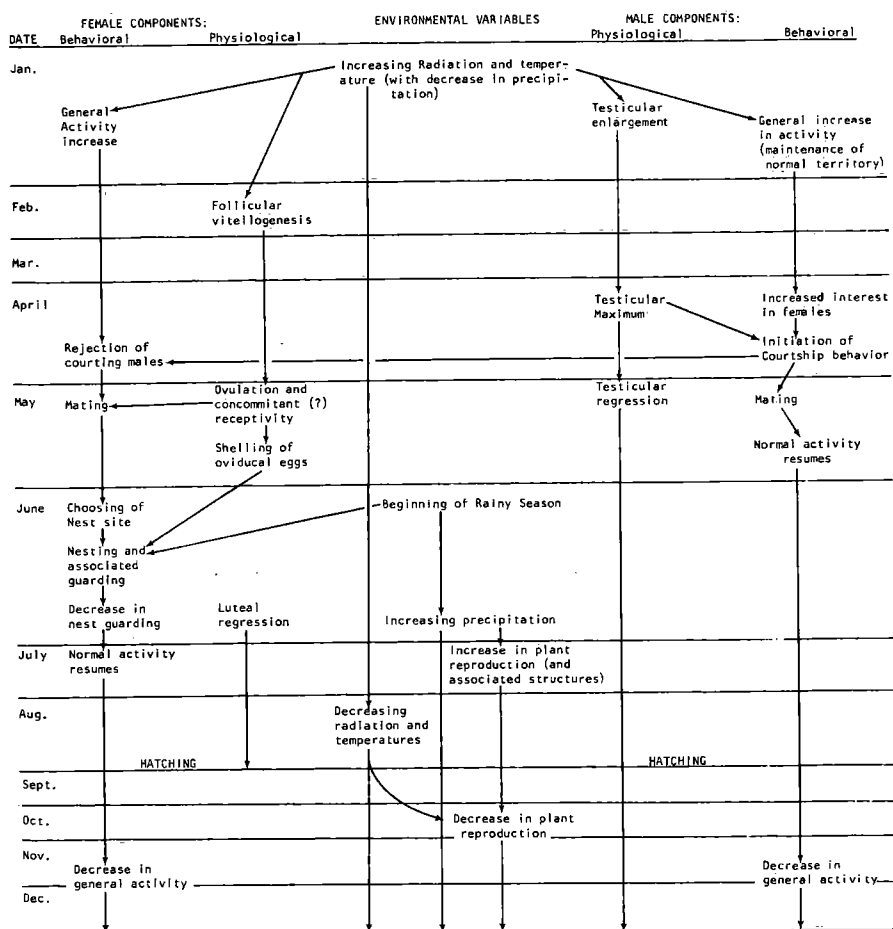 FEMALE COMPONENTS:
ENVIRONMENTAL VARIABLES
MALE COMPONENTS:
DATE
Behavioral
Physiological
Physiological
Behavioral
Jan.
Increasing Radiation and temper-
ature (with decrease in precipi-
tation)
General
Activity
increase
Testicular
enlargement
General increase
in activity
(maintenance of
normal territory)
Feb.
Follicular
vitellogenesis
Mar.
April
Testicular
Maximum
Increased interest
in females
Rejection of
courting males
Initiation of
Courtship behavior
May
Mating
Ovulation and
concommitant (?)
receptivity
Testicular
regression
Mating
Shelling of
oviducal eggs
Normal activity
resumes
June
Choosing of
Nest site
Beginning of Rainy Season
Nesting and
associated
guarding
Decrease in
nest guarding
Luteal
regression
Increasing precipitation
July
Normal activity
resumes
Increase in plant
reproduction (and
associated structures)
Aug.
Decreasing
radiation and
temperatures
HATCHING
HATCHING
Sept.
Oct.
Decrease in plant
reproduction
Nov.
Decrease in
general activity
Decrease in
general activity
Dec.